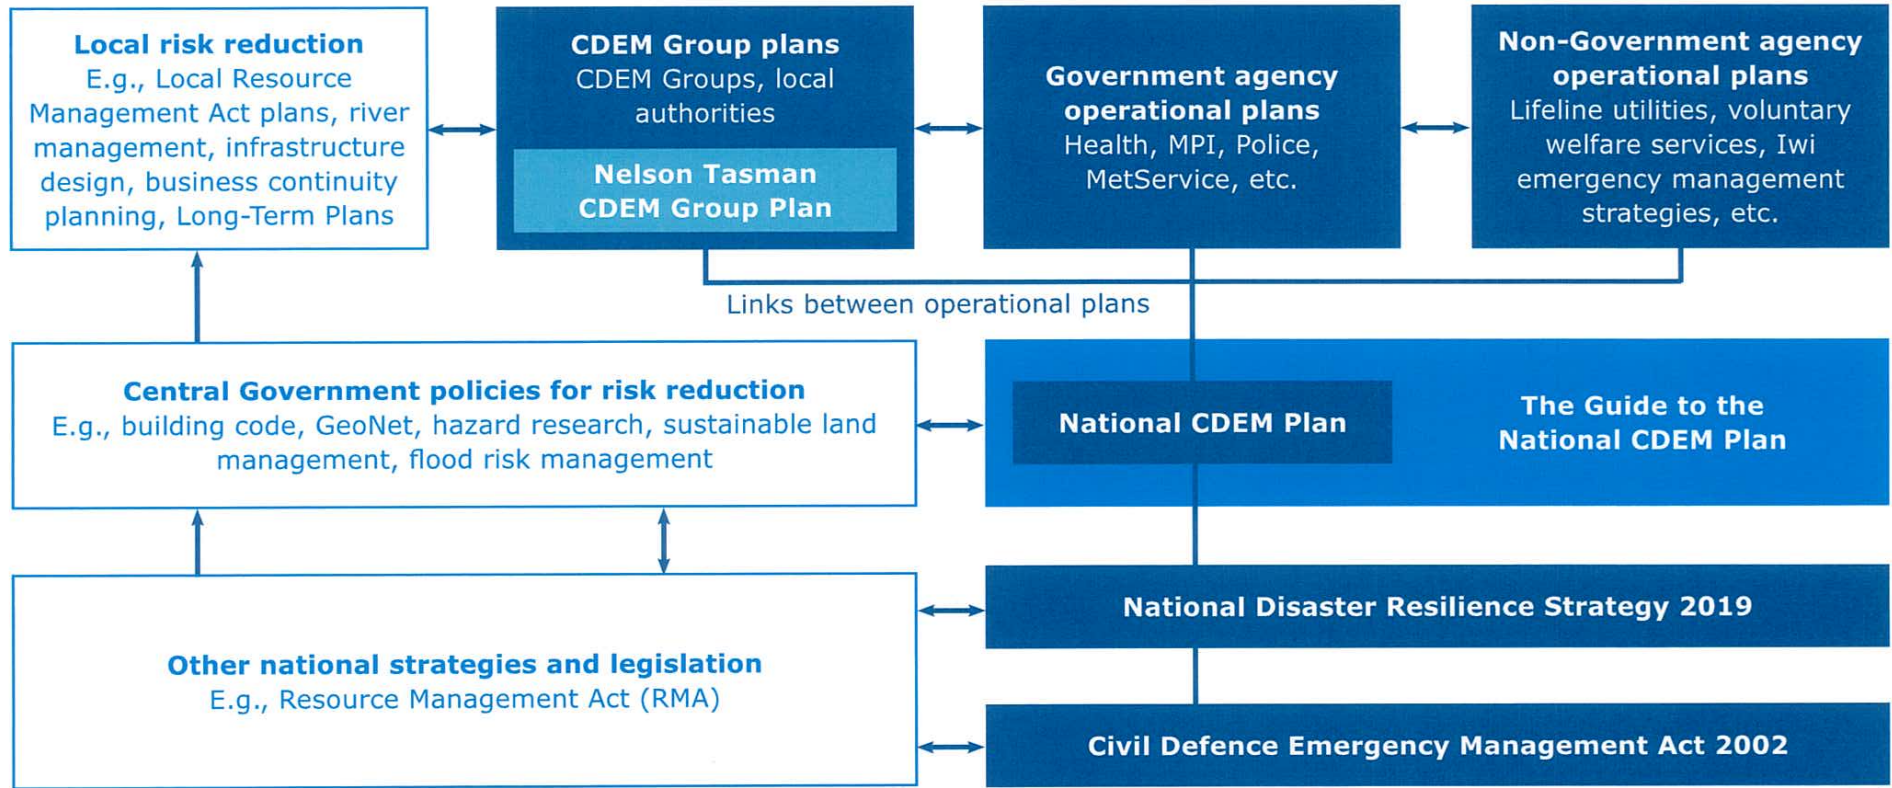 Local risk reduction
E.g., Local Resource
Management Act plans, river
management, infrastructure
design, business continuity
planning, Long-Term Plans
CDEM Group plans
CDEM Groups, local
authorities
Nelson Tasman
CDEM Group Plan
Government agency
operational plans
Health, MPI, Police,
MetService, etc.
Non-Government agency
operational plans
Lifeline utilities, voluntary
welfare services, Iwi
emergency management
strategies, etc.
Links between operational plans
Central Government policies for risk reduction
E.g., building code, GeoNet, hazard research, sustainable land
management, flood risk management
National CDEM Plan
The Guide to the
National CDEM Plan
Other national strategies and legislation
E.g., Resource Management Act (RMA)
National Disaster Resilience Strategy 2019
Civil Defence Emergency Management Act 2002